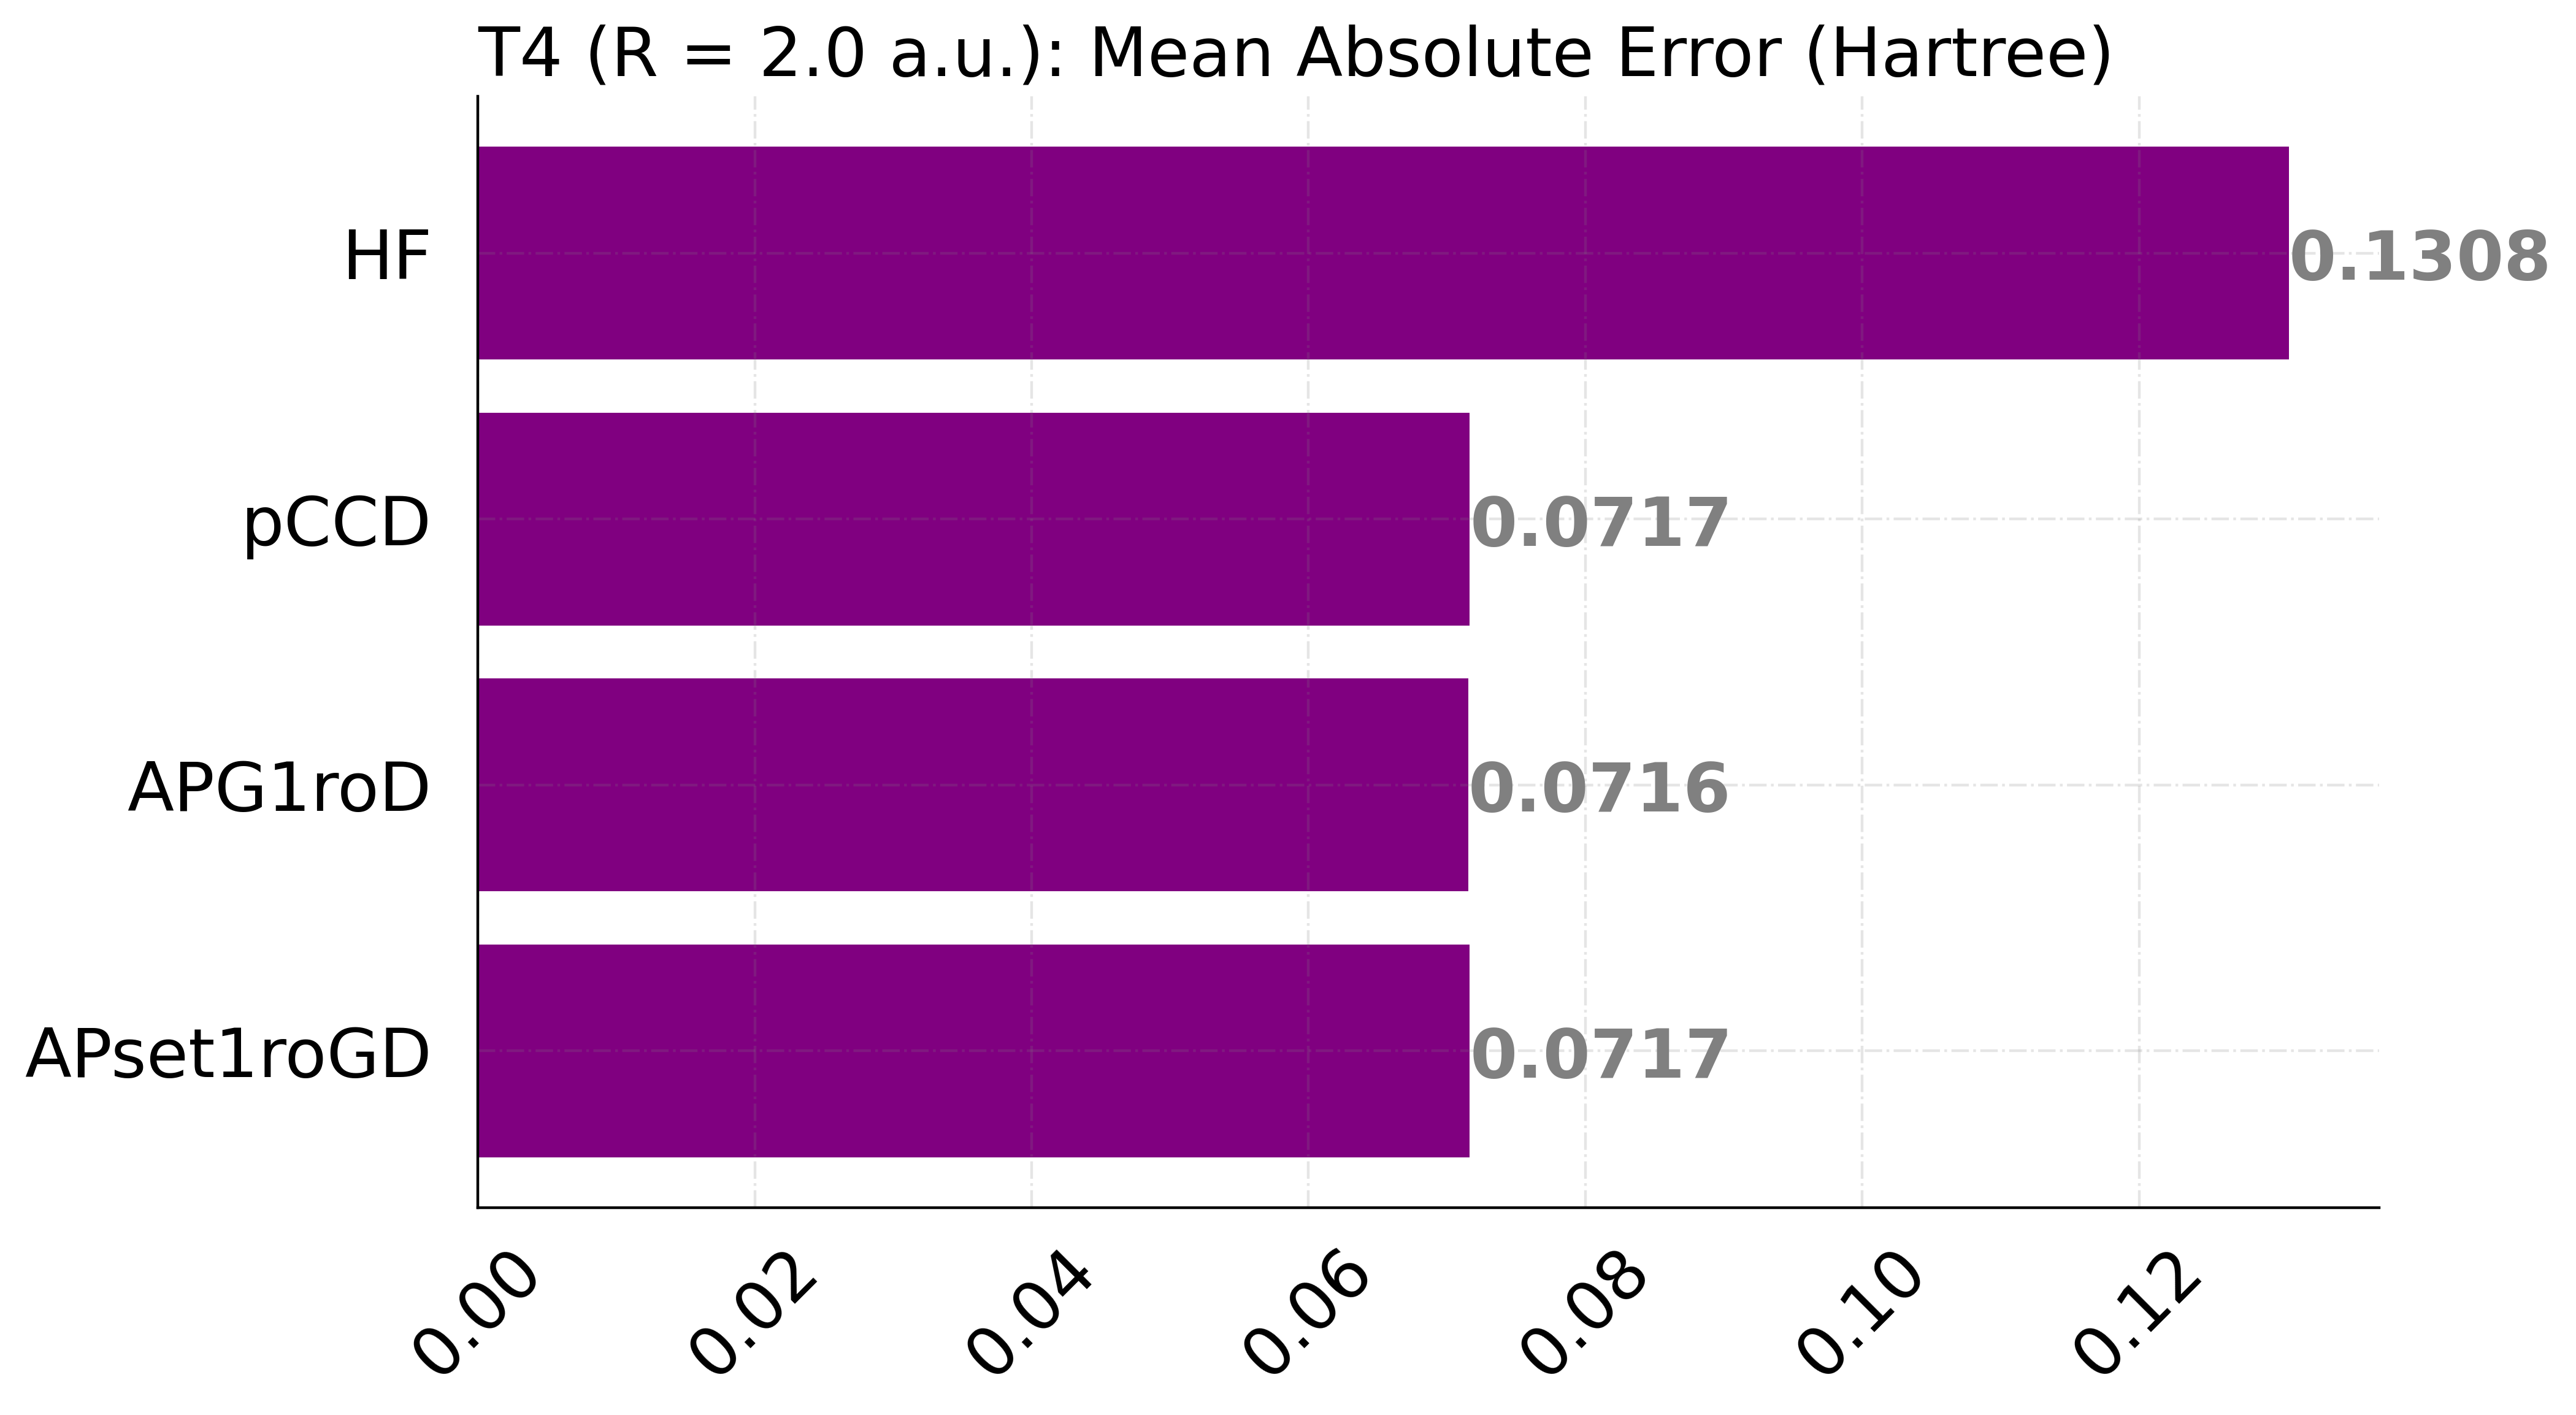 T4 (R = 2.0 a.u.): Mean Absolute Error (Hartree)
HF 0.1308
pCCD 0.0717
APG1roD 0.0716
APset1roGD 0.0717
0.00 0.02 0.04 0.06 0.08 0.10 0.12